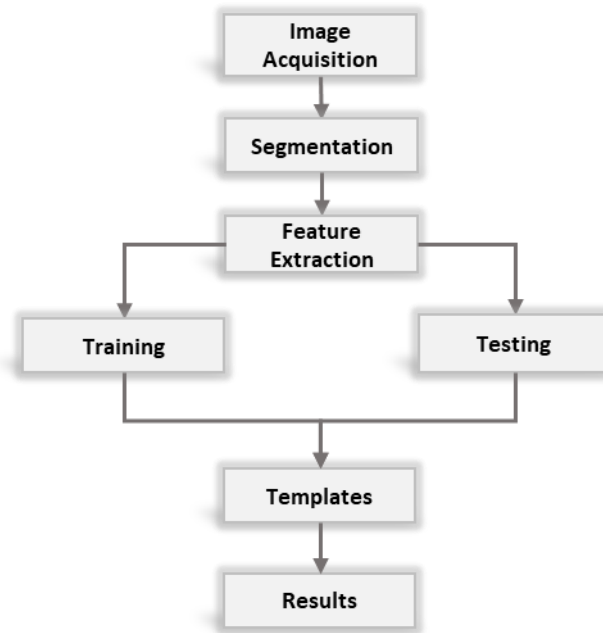 Image
Acquisition
Segmentation
Feature
Extraction
Training
Testing
Templates
Results